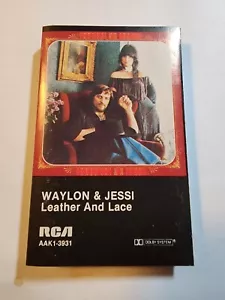 WAYLON & JESSI
Leather And Lace
RCA
AAK1-3931
DOLBY SYSTEM